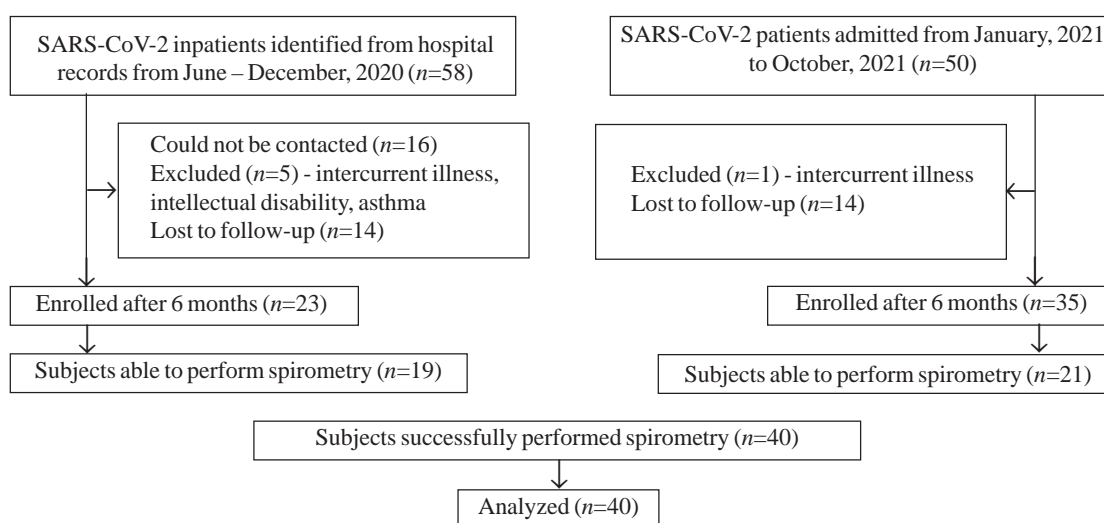 SARS-CoV-2 inpatients identified from hospital
records from June – December, 2020 (n=58)
SARS-CoV-2 patients admitted from January, 2021
to October, 2021 (n=50)
Could not be contacted (n=16)
Excluded (n=5) - intercurrent illness,
intellectual disability, asthma
Lost to follow-up (n=14)
Excluded (n=1) - intercurrent illness
Lost to follow-up (n=14)
Enrolled after 6 months (n=23)
Enrolled after 6 months (n=35)
Subjects able to perform spirometry (n=19)
Subjects able to perform spirometry (n=21)
Subjects successfully performed spirometry (n=40)
Analyzed (n=40)